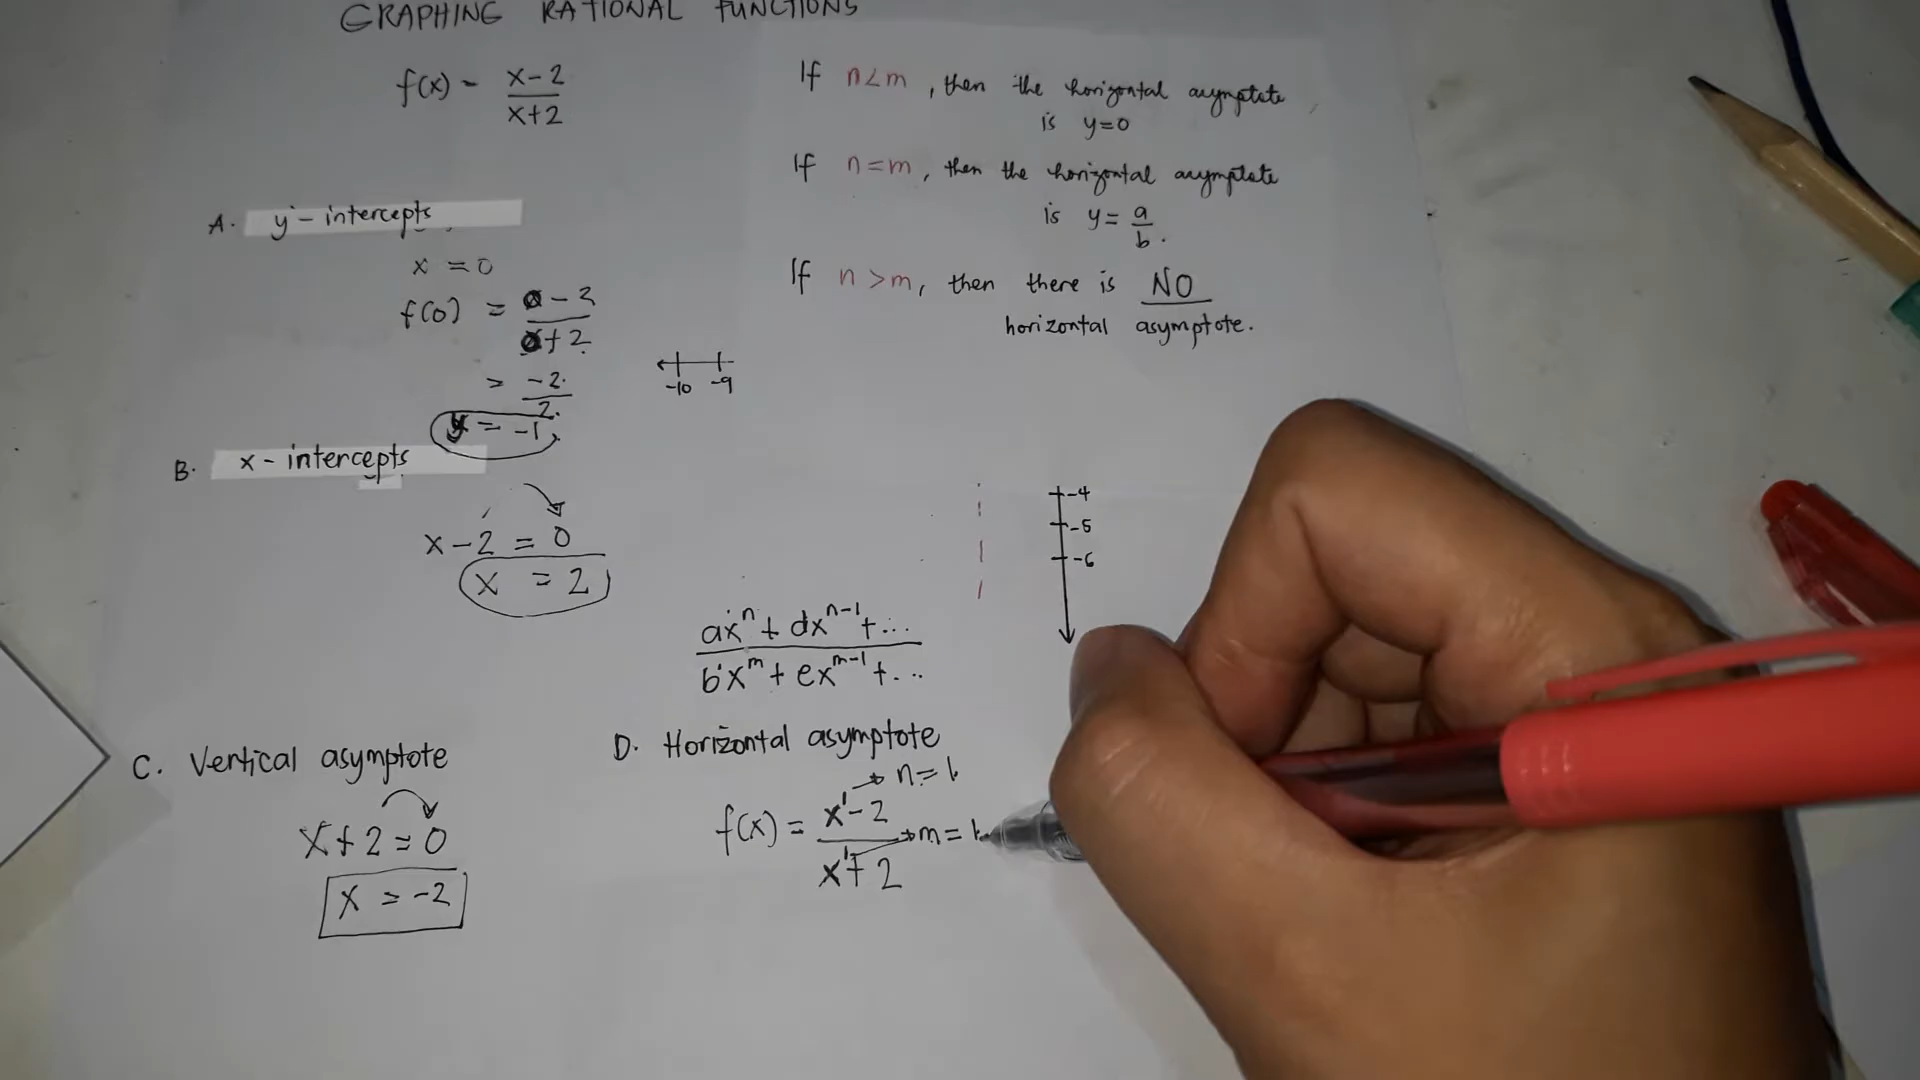 GRAPHING RATIONAL FUNCTIONS
f(x) = x-2 / x+2
A. y-intercepts
x = 0
f(0) = 0-2 / 0+2
= -2 / 2
y = -1
B. x-intercepts
x-2 = 0
x = 2
If n<m, then the horizontal asymptote
is y=0
If n=m, then the horizontal asymptote
is y = a / b.
If n>m, then there is NO
horizontal asymptote.
-10 -9
-4
-5
-6
ax^n + dx^n-1 + ...
bx^m + ex^m-1 + ...
C. Vertical asymptote
x+2 = 0
x = -2
D. Horizontal asymptote
n = 1
f(x) = x^1-2 / x^1+2
m = 1